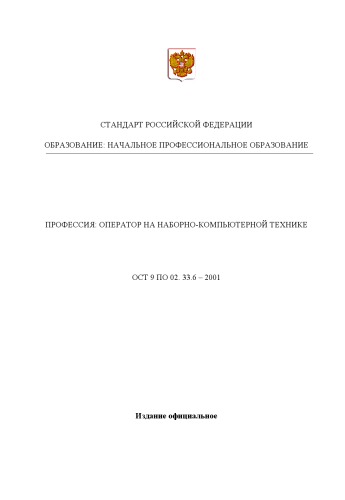 СТАНДАРТ РОССИЙСКОЙ ФЕДЕРАЦИИ
ОБРАЗОВАНИЕ: НАЧАЛЬНОЕ ПРОФЕССИОНАЛЬНОЕ ОБРАЗОВАНИЕ
ПРОФЕССИЯ: ОПЕРАТОР НА НАБОРНО-КОМПЬЮТЕРНОЙ ТЕХНИКЕ
ОСТ 9 ПО 02. 33.6 – 2001
Издание официальное